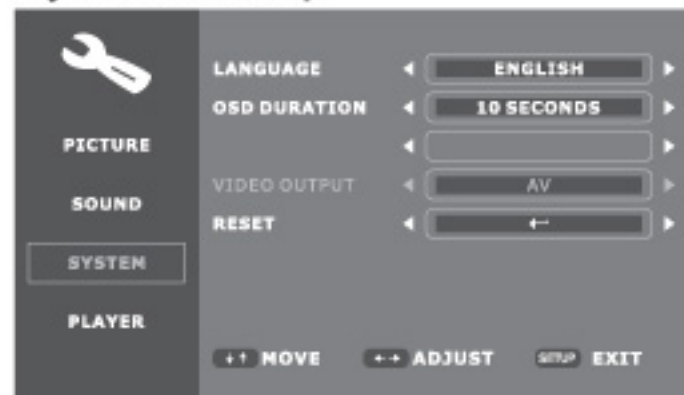 LANGUAGE ENGLISH
OSD DURATION 10 SECONDS
PICTURE
VIDEO OUTPUT AV
SOUND
RESET
SYSTEM
PLAYER
MOVE ADJUST SETUP EXIT